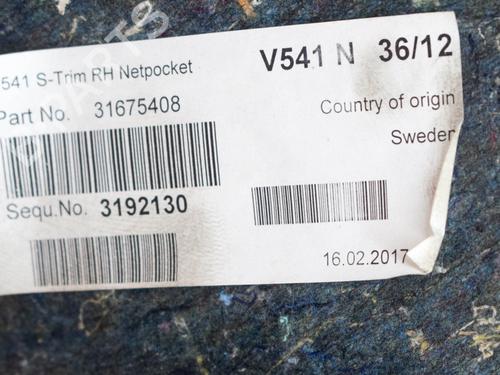 541 S-Trim RH Netpocket
V541 N 36/12
Part No. 31675408
Country of origin
Sweden
Sequ.No. 3192130
16.02.2017